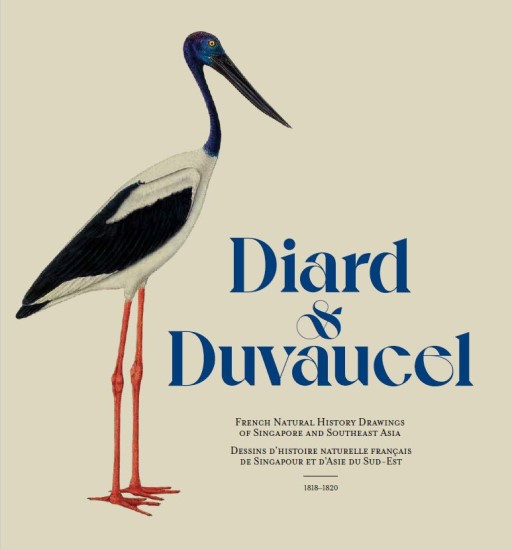 Diard
&
Duvaucel
French Natural History Drawings
of Singapore and Southeast Asia
Dessins d'histoire naturelle français
de Singapour et d'Asie du Sud-Est
1818–1820